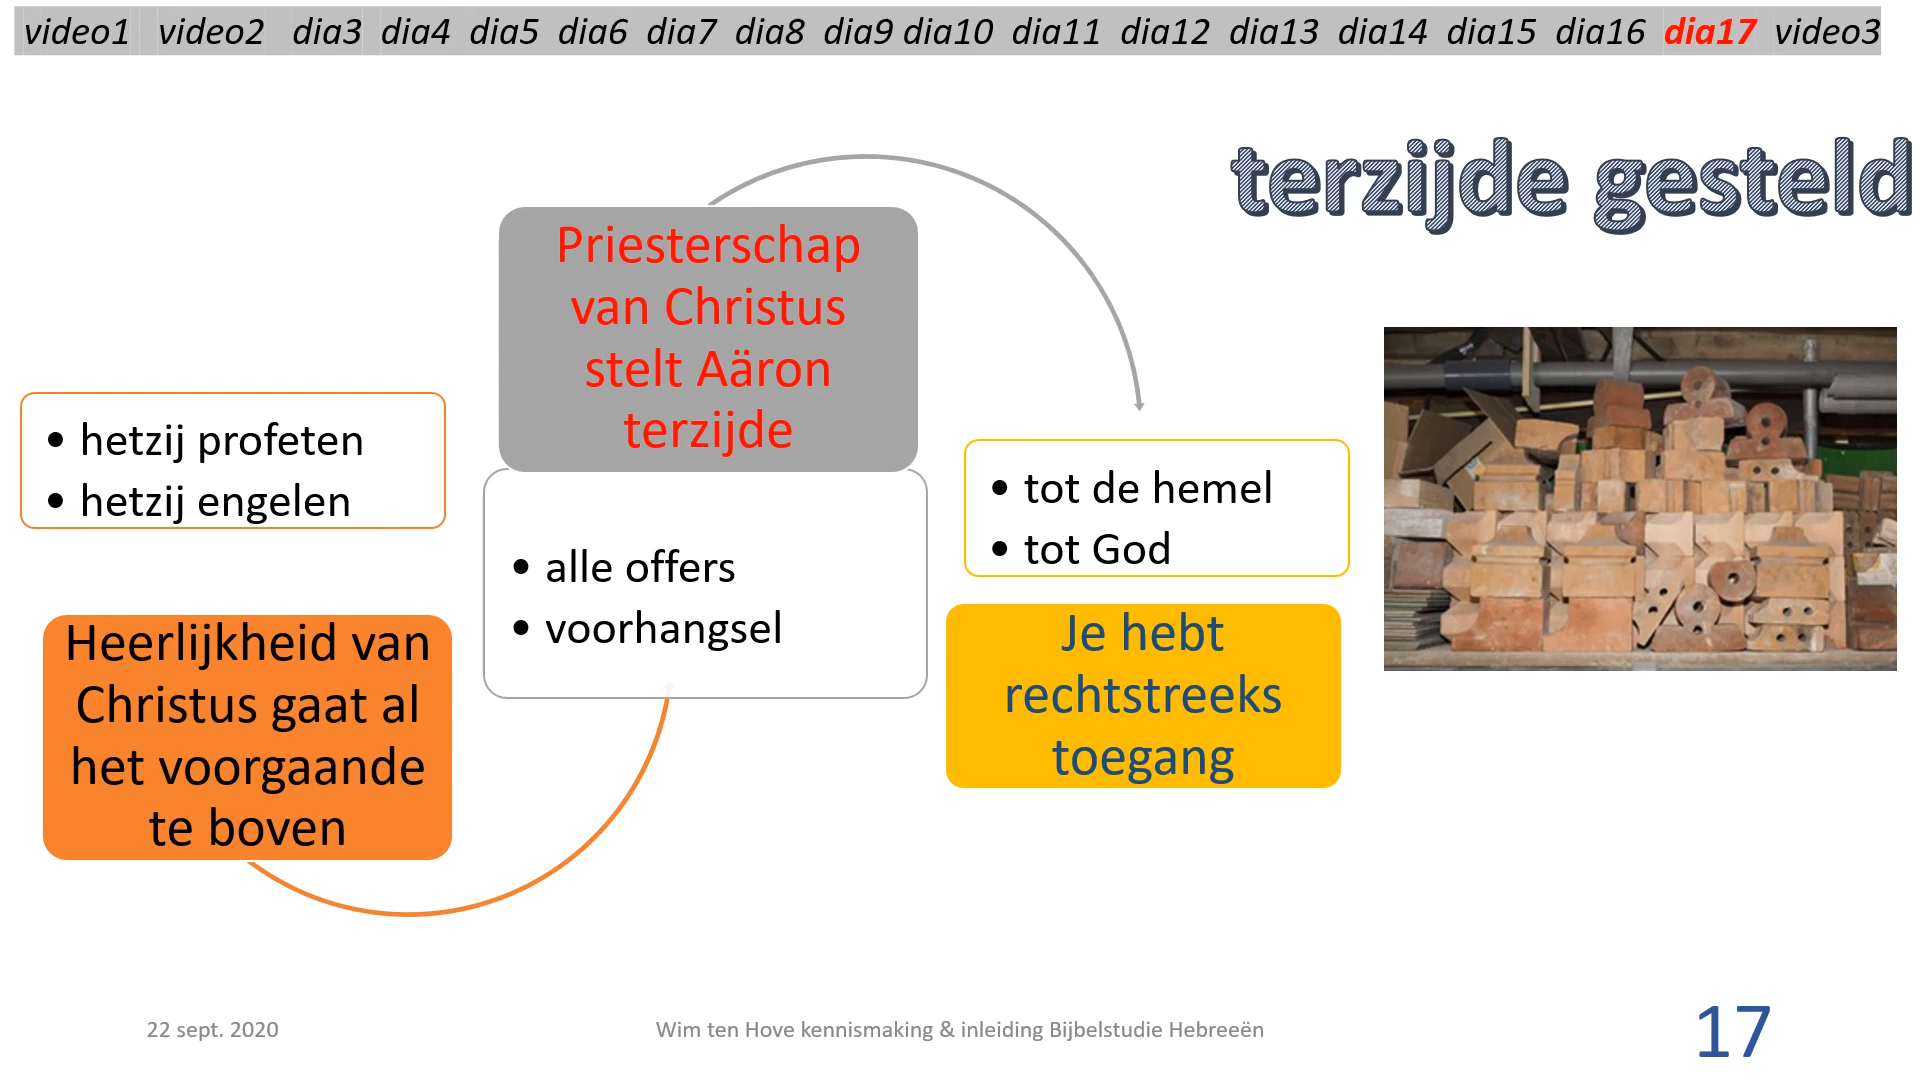 video1 video2 dia3 dia4 dia5 dia6 dia7 dia8 dia9 dia10 dia11 dia12 dia13 dia14 dia15 dia16 dia17 video3
terzijde gesteld
• hetzij profeten
• hetzij engelen
Heerlijkheid van
Christus gaat al
het voorgaande
te boven
Priesterschap
van Christus
stelt Aäron
terzijde
• alle offers
• voorhangsel
• tot de hemel
• tot God
Je hebt
rechtstreeks
toegang
22 sept. 2020
Wim ten Hove kennismaking & inleiding Bijbelstudie Hebreeën
17